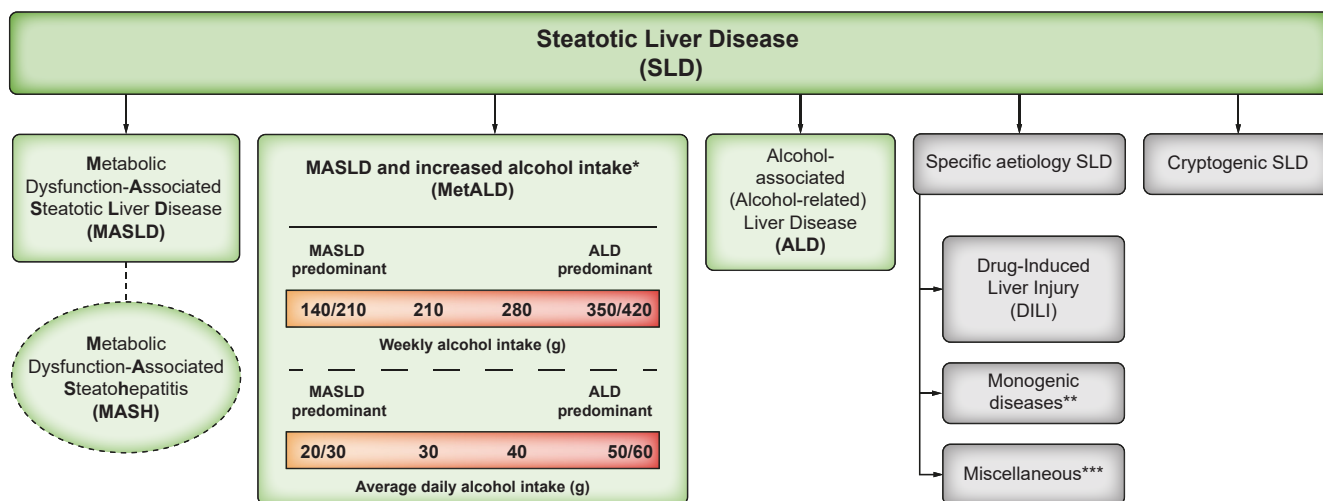 Steatotic Liver Disease
(SLD)
Metabolic
Dysfunction-Associated
Steatotic Liver Disease
(MASLD)
Metabolic
Dysfunction-Associated
Steatohepatitis
(MASH)
MASLD and increased alcohol intake*
(MetALD)
MASLD predominant ALD predominant
140/210 210 280 350/420
Weekly alcohol intake (g)
MASLD predominant ALD predominant
20/30 30 40 50/60
Average daily alcohol intake (g)
Alcohol-
associated
(Alcohol-related)
Liver Disease
(ALD)
Specific aetiology SLD
Drug-Induced
Liver Injury
(DILI)
Monogenic
diseases**
Miscellaneous***
Cryptogenic SLD